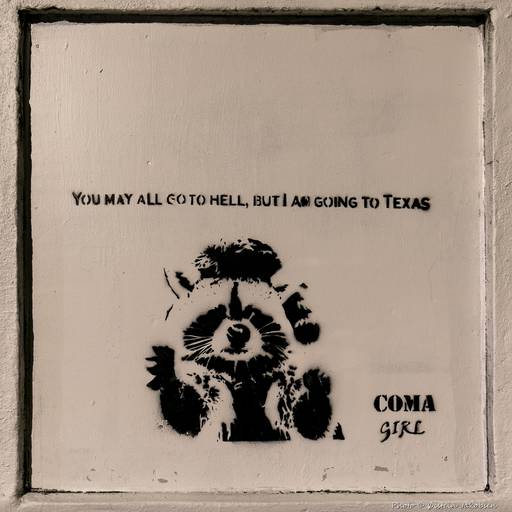 YOU MAY ALL GO TO HELL, BUT I AM GOING TO TEXAS
COMA
GIRL